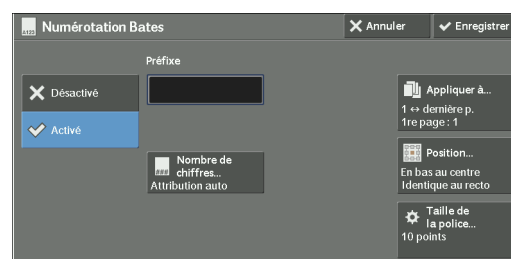 Numérotation Bates
Annuler
Enregistrer
Préfixe
Désactivé
Activé
Nombre de
chiffres...
Attribution auto
Appliquer à...
1 ↔ dernière p.
1re page : 1
Position...
En bas au centre
Identique au recto
Taille de
la police...
10 points